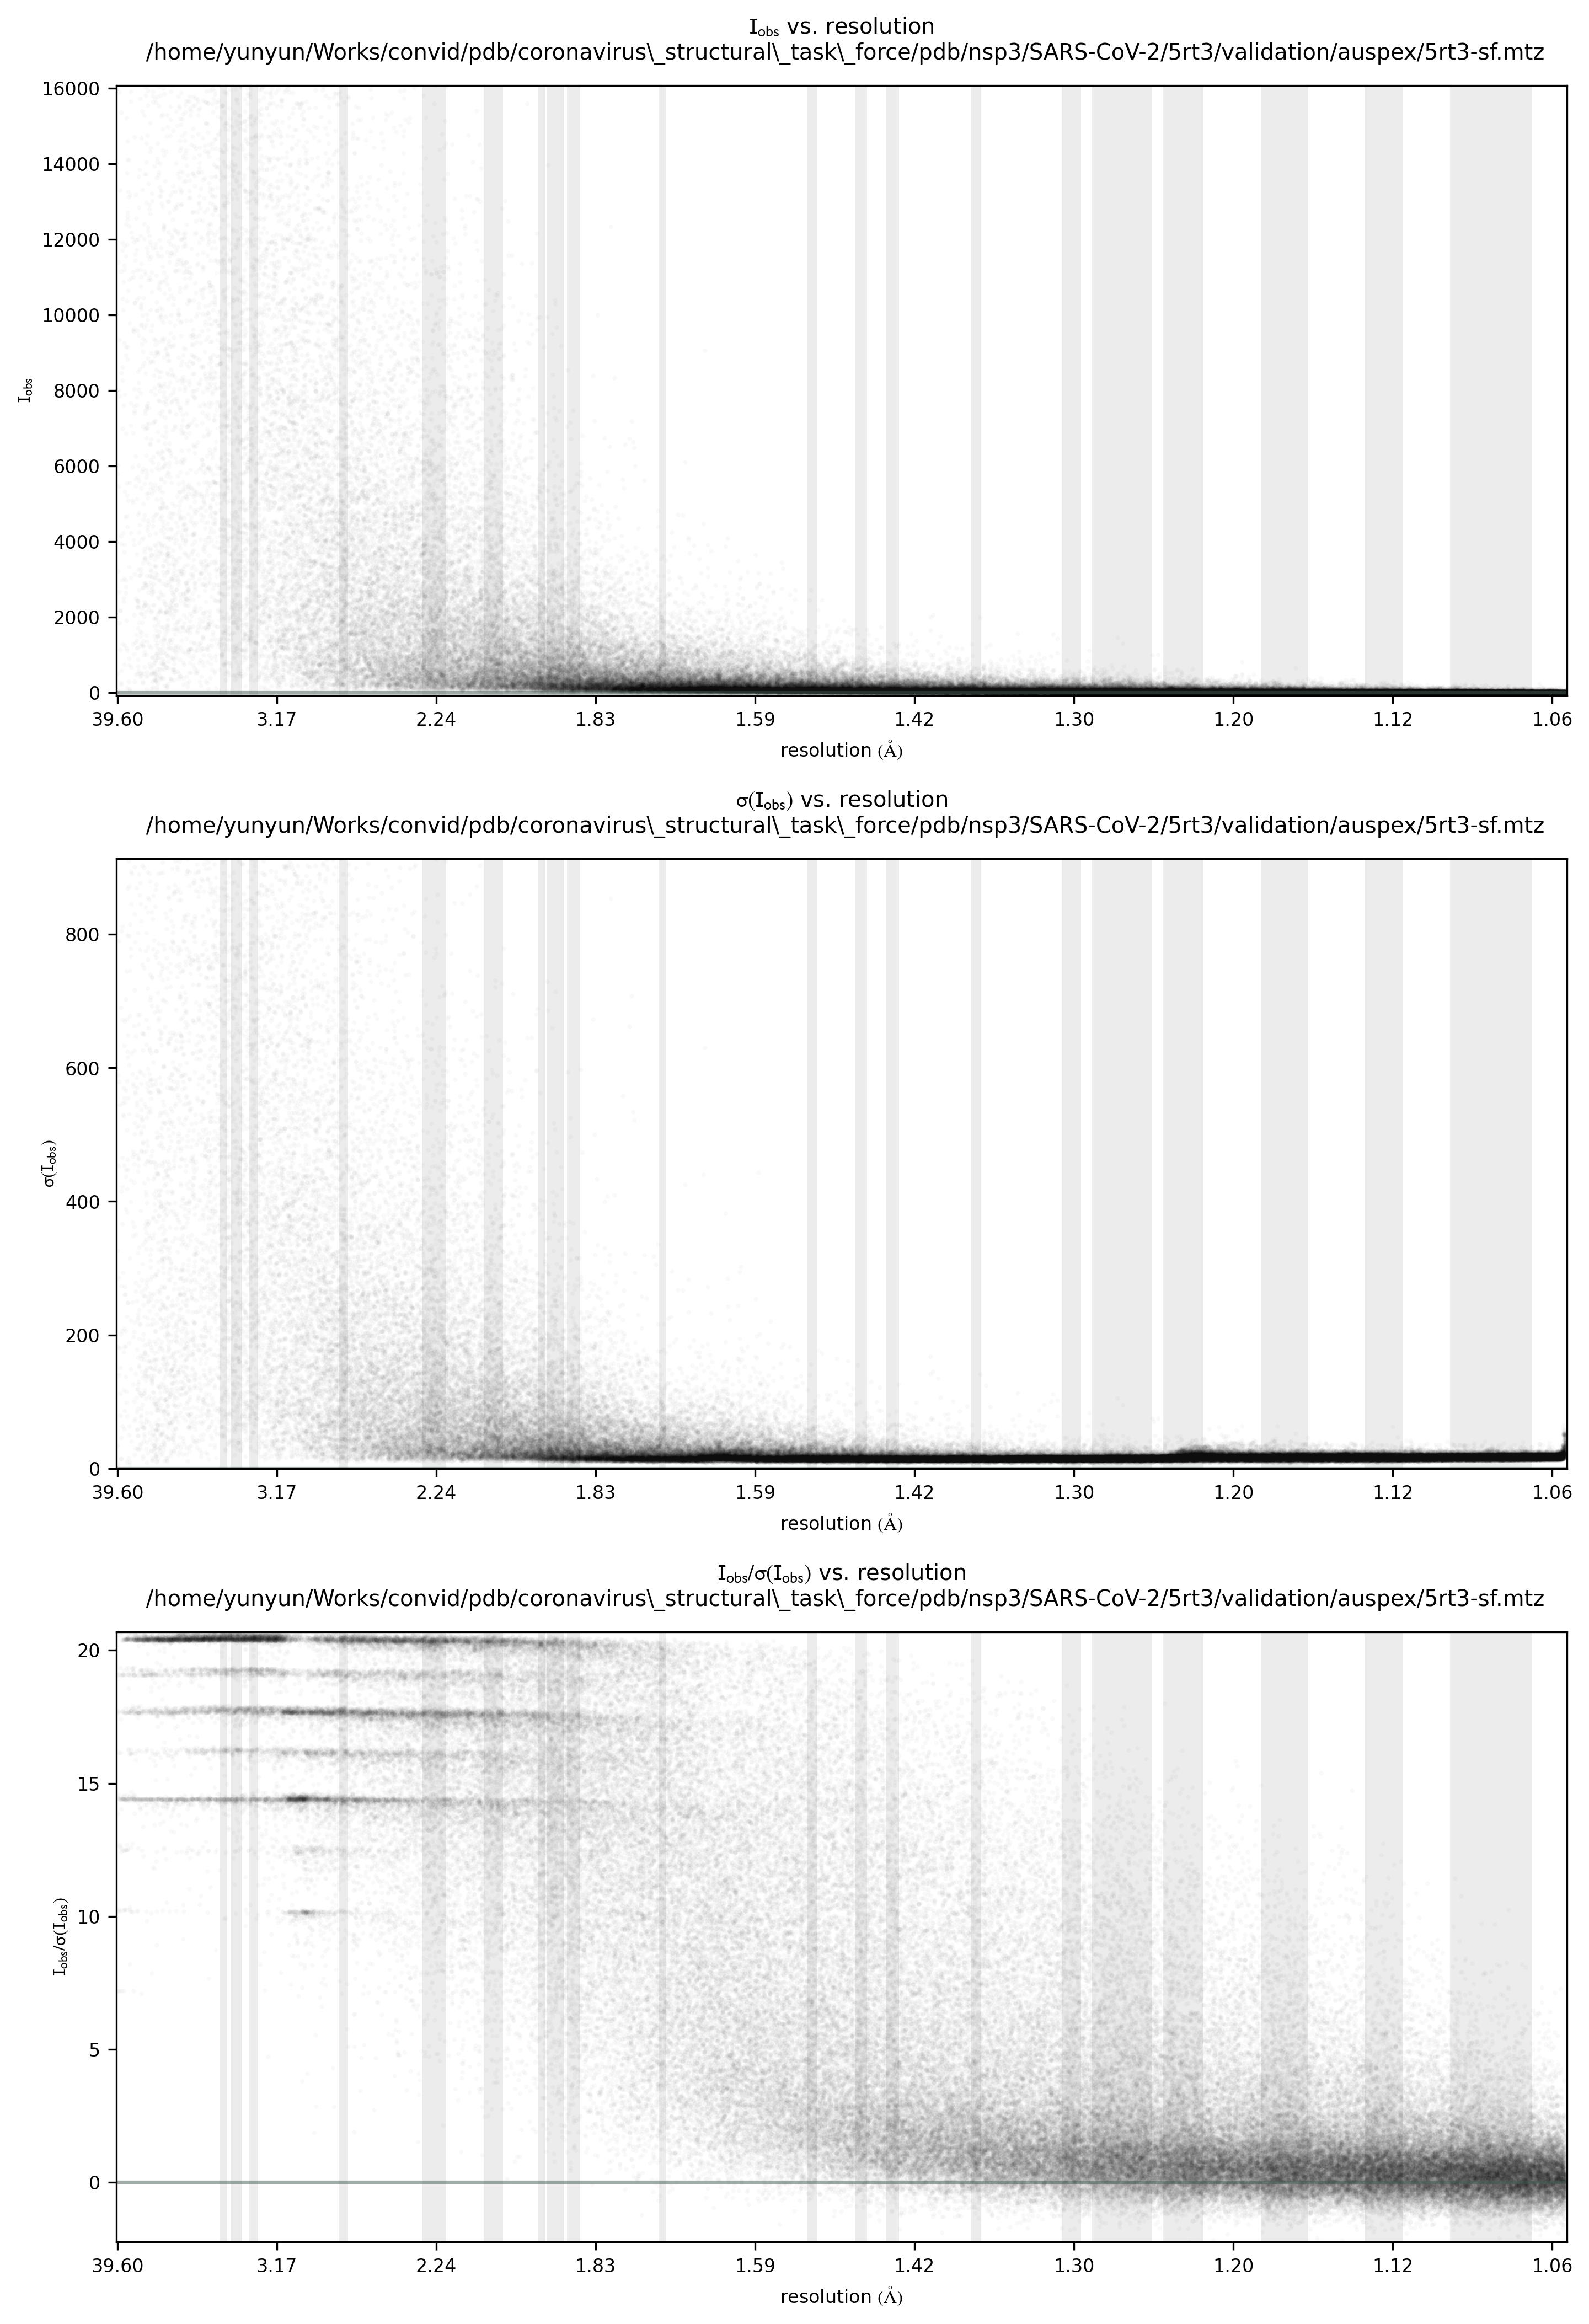 Iobs vs. resolution
/home/yunyun/Works/convid/pdb/coronavirus\_structural\_task\_force/pdb/nsp3/SARS-CoV-2/5rt3/validation/auspex/5rt3-sf.mtz
16000
14000
12000
10000
8000
6000
4000
2000
0
Iobs
39.60 3.17 2.24 1.83 1.59 1.42 1.30 1.20 1.12 1.06
resolution (Å)
σ(Iobs) vs. resolution
/home/yunyun/Works/convid/pdb/coronavirus\_structural\_task\_force/pdb/nsp3/SARS-CoV-2/5rt3/validation/auspex/5rt3-sf.mtz
800
600
400
200
0
σ(Iobs)
39.60 3.17 2.24 1.83 1.59 1.42 1.30 1.20 1.12 1.06
resolution (Å)
Iobs/σ(Iobs) vs. resolution
/home/yunyun/Works/convid/pdb/coronavirus\_structural\_task\_force/pdb/nsp3/SARS-CoV-2/5rt3/validation/auspex/5rt3-sf.mtz
20
15
10
5
0
Iobs/σ(Iobs)
39.60 3.17 2.24 1.83 1.59 1.42 1.30 1.20 1.12 1.06
resolution (Å)